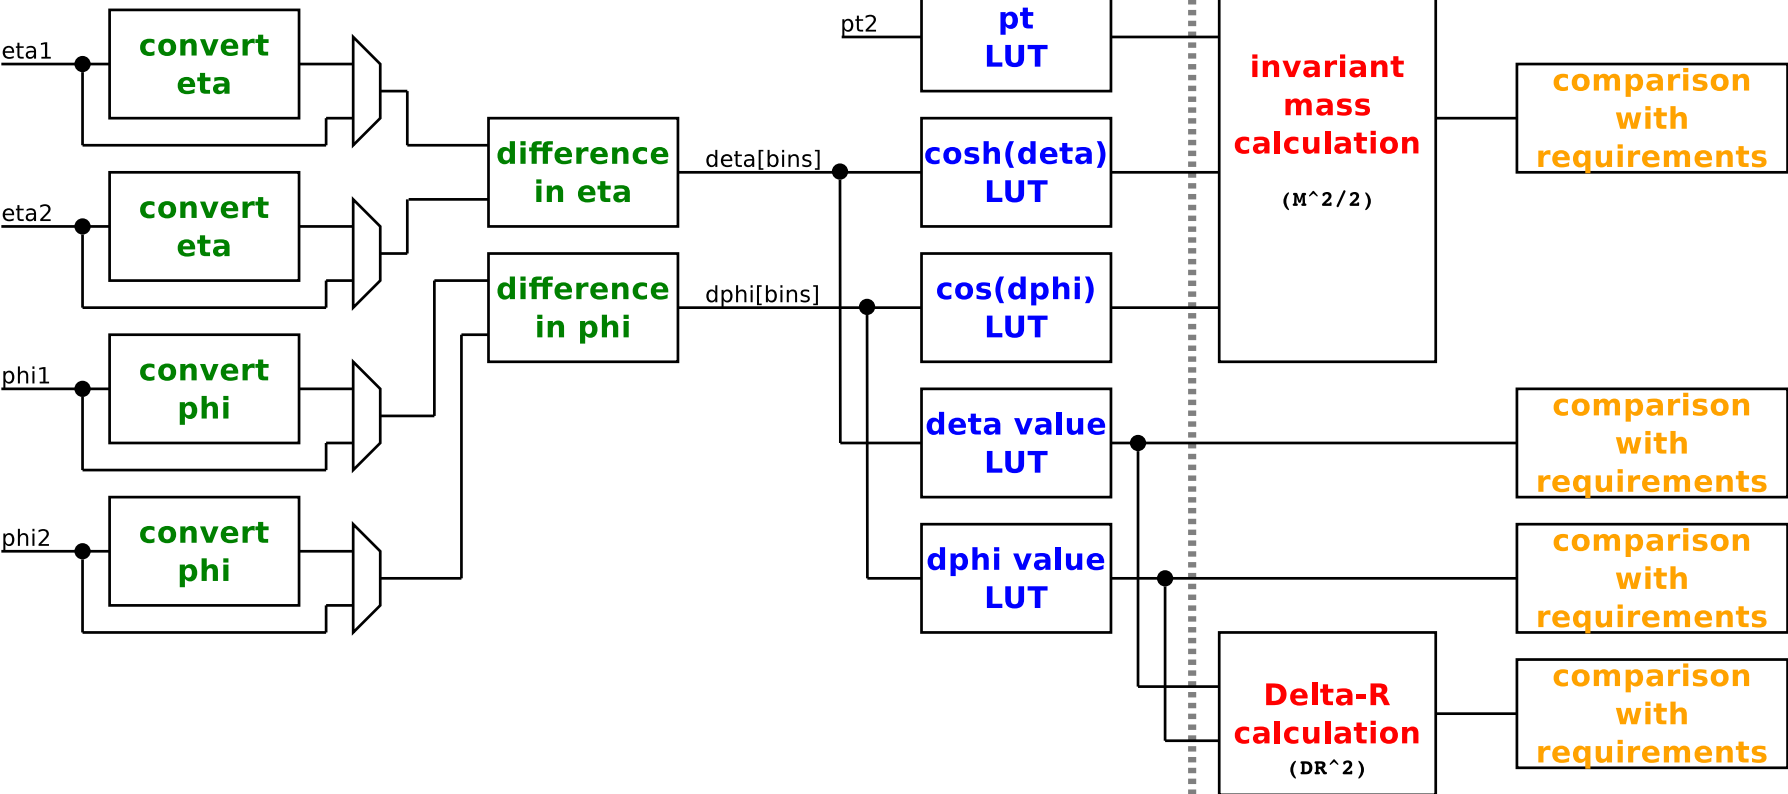 eta1
convert
eta
eta2
convert
eta
phi1
convert
phi
phi2
convert
phi
difference
in eta
difference
in phi
deta[bins]
dphi[bins]
pt2
pt
LUT
cosh(deta)
LUT
cos(dphi)
LUT
deta value
LUT
dphi value
LUT
invariant
mass
calculation
(M^2/2)
Delta-R
calculation
(DR^2)
comparison
with
requirements
comparison
with
requirements
comparison
with
requirements
comparison
with
requirements